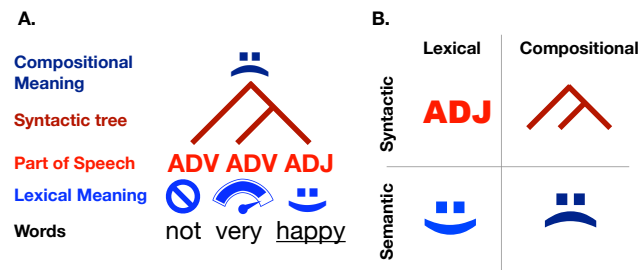 A.
Compositional
Meaning
Syntactic tree
Part of Speech ADV ADV ADJ
Lexical Meaning
Words not very happy
B.
Lexical Compositional
Syntactic
ADJ
Semantic